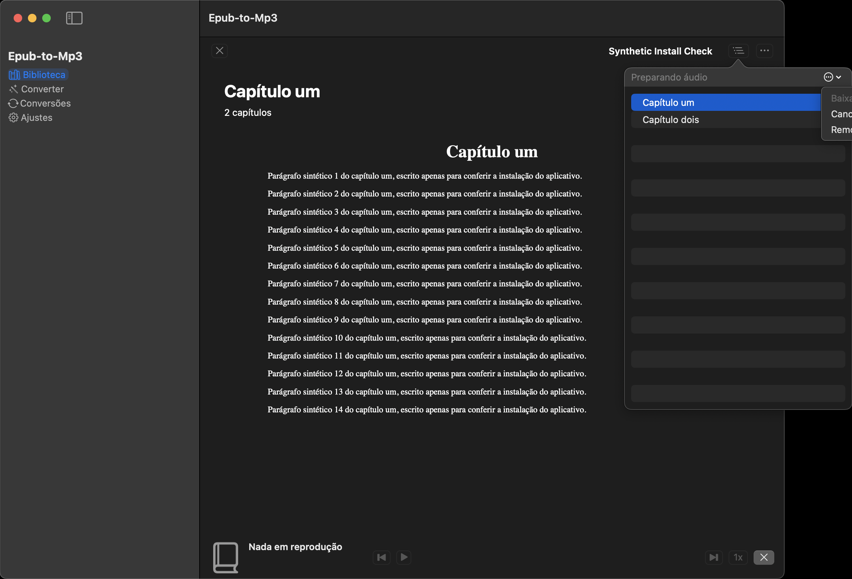 Epub-to-Mp3
Epub-to-Mp3
Biblioteca
Converter
Conversões
Ajustes
Synthetic Install Check
Preparando áudio
Capítulo um
Capítulo dois
Capítulo um
2 capítulos
Capítulo um
Parágrafo sintético 1 do capítulo um, escrito apenas para conferir a instalação do aplicativo.
Parágrafo sintético 2 do capítulo um, escrito apenas para conferir a instalação do aplicativo.
Parágrafo sintético 3 do capítulo um, escrito apenas para conferir a instalação do aplicativo.
Parágrafo sintético 4 do capítulo um, escrito apenas para conferir a instalação do aplicativo.
Parágrafo sintético 5 do capítulo um, escrito apenas para conferir a instalação do aplicativo.
Parágrafo sintético 6 do capítulo um, escrito apenas para conferir a instalação do aplicativo.
Parágrafo sintético 7 do capítulo um, escrito apenas para conferir a instalação do aplicativo.
Parágrafo sintético 8 do capítulo um, escrito apenas para conferir a instalação do aplicativo.
Parágrafo sintético 9 do capítulo um, escrito apenas para conferir a instalação do aplicativo.
Parágrafo sintético 10 do capítulo um, escrito apenas para conferir a instalação do aplicativo.
Parágrafo sintético 11 do capítulo um, escrito apenas para conferir a instalação do aplicativo.
Parágrafo sintético 12 do capítulo um, escrito apenas para conferir a instalação do aplicativo.
Parágrafo sintético 13 do capítulo um, escrito apenas para conferir a instalação do aplicativo.
Parágrafo sintético 14 do capítulo um, escrito apenas para conferir a instalação do aplicativo.
Nada em reprodução
1x